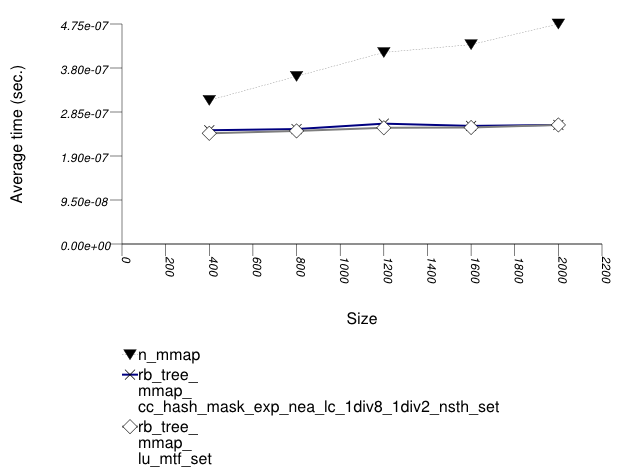 4.75e-07
3.80e-07
2.85e-07
1.90e-07
9.50e-08
0.00e+00
Average time (sec.)
0
200
400
600
800
1000
1200
1400
1600
1800
2000
2200
Size
n_mmap
rb_tree_
mmap_
cc_hash_mask_exp_nea_lc_1div8_1div2_nsth_set
rb_tree_
mmap_
lu_mtf_set